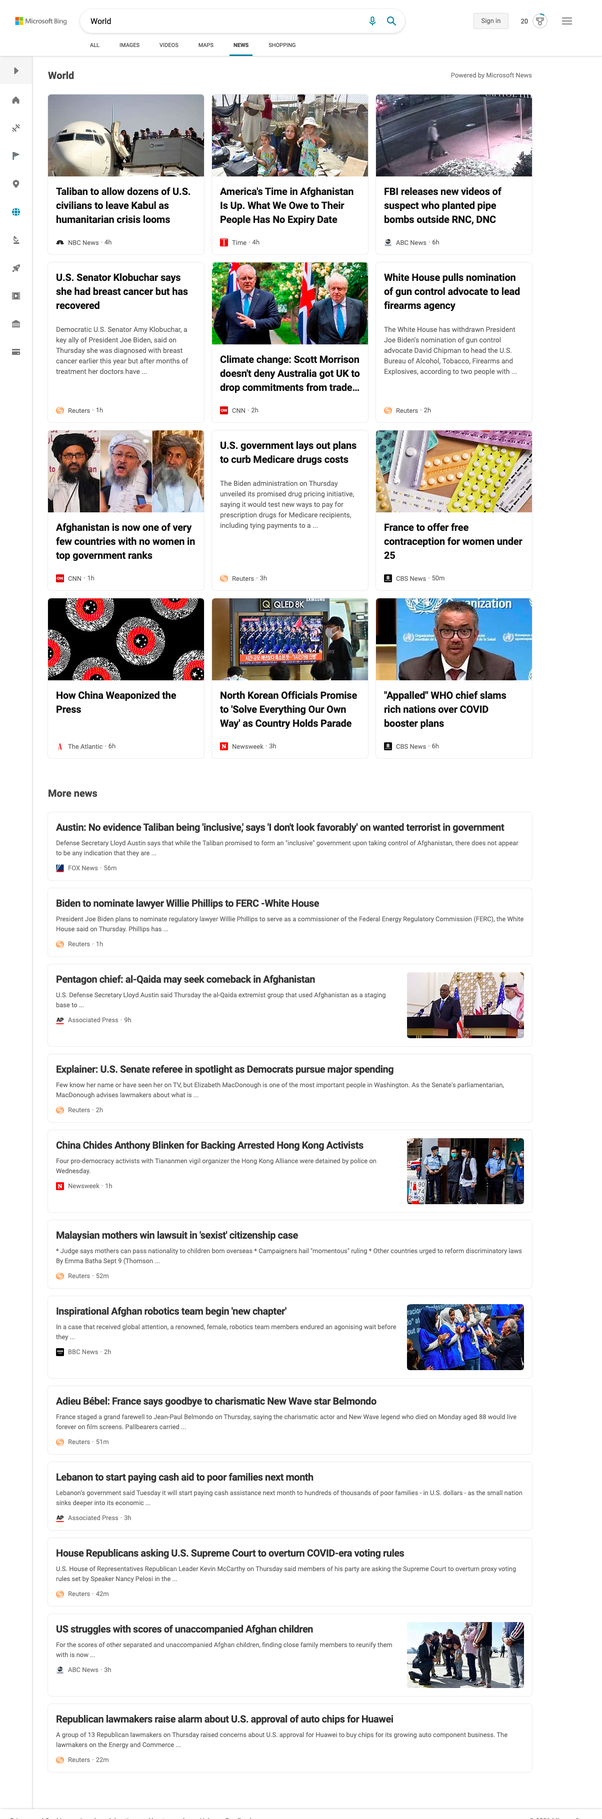 Microsoft Bing
World
Sign in
20
ALL IMAGES VIDEOS MAPS NEWS SHOPPING
World
Powered by Microsoft News
Taliban to allow dozens of U.S.
civilians to leave Kabul as
humanitarian crisis looms
NBC News · 4h
America's Time in Afghanistan
Is Up. What We Owe to Their
People Has No Expiry Date
Time · 4h
FBI releases new videos of
suspect who planted pipe
bombs outside RNC, DNC
ABC News · 6h
U.S. Senator Klobuchar says
she had breast cancer but has
recovered
Democratic U.S. Senator Amy Klobuchar, a
key ally of President Joe Biden, said on
Thursday she was diagnosed with breast
cancer earlier this year but after months of
treatment her doctors have ...
Reuters · 1h
Climate change: Scott Morrison
doesn't deny Australia got UK to
drop commitments from trade...
CNN · 2h
White House pulls nomination
of gun control advocate to lead
firearms agency
The White House has withdrawn President
Joe Biden's nomination of gun control
advocate David Chipman to head the U.S.
Bureau of Alcohol, Tobacco, Firearms and
Explosives, according to two people with ...
Reuters · 2h
Afghanistan is now one of very
few countries with no women in
top government ranks
CNN · 1h
U.S. government lays out plans
to curb Medicare drugs costs
The Biden administration on Thursday
unveiled its promised drug pricing initiative,
saying it would test new ways to pay for
prescription drugs for Medicare recipients,
including tying payments to a ...
Reuters · 3h
France to offer free
contraception for women under
25
CBS News · 50m
How China Weaponized the
Press
The Atlantic · 6h
QLED 8K
North Korean Officials Promise
to 'Solve Everything Our Own
Way' as Country Holds Parade
Newsweek · 3h
"Appalled" WHO chief slams
rich nations over COVID
booster plans
CBS News · 6h
More news
Austin: No evidence Taliban being 'inclusive,' says 'I don't look favorably' on wanted terrorist in government
Defense Secretary Lloyd Austin says that while the Taliban promised to form an "inclusive" government upon taking control of Afghanistan, there does not appear
to be any indication that they are ...
FOX News · 56m
Biden to nominate lawyer Willie Phillips to FERC -White House
President Joe Biden plans to nominate regulatory lawyer Willie Phillips to serve as a commissioner of the Federal Energy Regulatory Commission (FERC), the White
House said on Thursday. Phillips has ...
Reuters · 1h
Pentagon chief: al-Qaida may seek comeback in Afghanistan
U.S. Defense Secretary Lloyd Austin said Thursday the al-Qaida extremist group that used Afghanistan as a staging
base to ...
AP Associated Press · 9h
Explainer: U.S. Senate referee in spotlight as Democrats pursue major spending
Few know her name or have seen her on TV, but Elizabeth MacDonough is one of the most important people in Washington. As the Senate's parliamentarian,
MacDonough advises lawmakers about what is ...
Reuters · 2h
China Chides Anthony Blinken for Backing Arrested Hong Kong Activists
Four pro-democracy activists with Tiananmen vigil organizer the Hong Kong Alliance were detained by police on
Wednesday.
Newsweek · 1h
Malaysian mothers win lawsuit in 'sexist' citizenship case
* Judge says mothers can pass nationality to children born overseas * Campaigners hail "momentous" ruling * Other countries urged to reform discriminatory laws
By Emma Batha Sept 9 (Thomson ...
Reuters · 52m
Inspirational Afghan robotics team begin 'new chapter'
In a case that received global attention, a renowned, female, robotics team members endured an agonising wait before
they ...
BBC News · 2h
Adieu Bébel: France says goodbye to charismatic New Wave star Belmondo
France staged a grand farewell to Jean-Paul Belmondo on Thursday, saying the charismatic actor and New Wave legend who died on Monday aged 88 would live
forever on film screens. Pallbearers carried ...
Reuters · 51m
Lebanon to start paying cash aid to poor families next month
Lebanon's government said Tuesday it will start paying cash assistance next month to hundreds of thousands of poor families - in U.S. dollars - as the small nation
sinks deeper into its economic ...
AP Associated Press · 3h
House Republicans asking U.S. Supreme Court to overturn COVID-era voting rules
U.S. House of Representatives Republican Leader Kevin McCarthy on Thursday said members of his party are asking the Supreme Court to overturn proxy voting
rules set by Speaker Nancy Pelosi in the ...
Reuters · 42m
US struggles with scores of unaccompanied Afghan children
For the scores of other separated and unaccompanied Afghan children, finding close family members to reunify them
with is now ...
ABC News · 3h
Republican lawmakers raise alarm about U.S. approval of auto chips for Huawei
A group of 13 Republican lawmakers on Thursday raised concerns about U.S. approval for Huawei to buy chips for its growing auto component business. The
lawmakers on the Energy and Commerce ...
Reuters · 22m